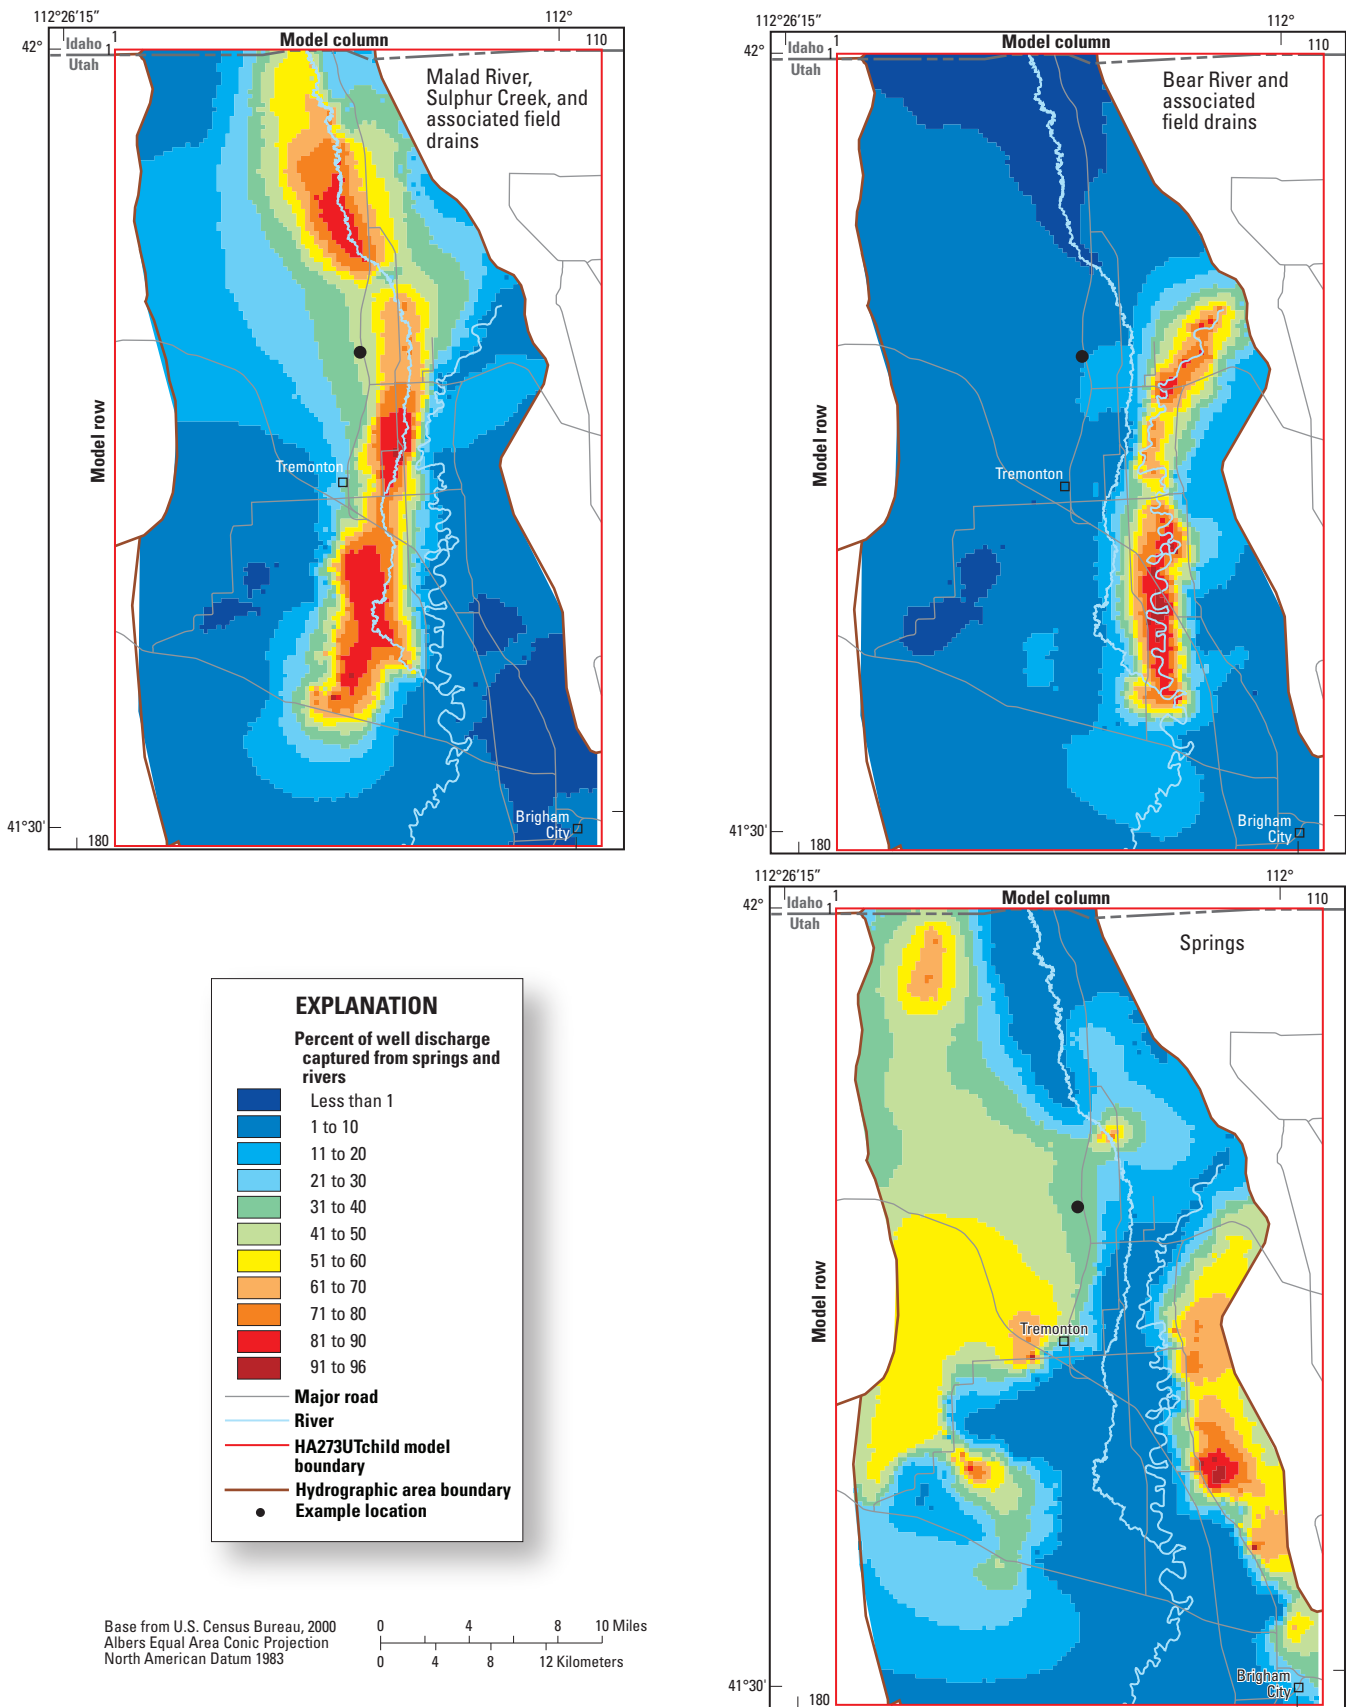 112°26'15"
112°
42°
Idaho
1
Model column
110
Utah
Malad River,
Sulphur Creek, and
associated field
drains
Model row
Tremonton
Brigham
City
41°30'
180
112°26'15"
112°
42°
Idaho
1
Model column
110
Utah
Bear River and
associated
field drains
Model row
Tremonton
Brigham
City
41°30'
180
112°26'15"
112°
42°
Idaho
1
Model column
110
Utah
Springs
Model row
Tremonton
Brigham
City
41°30'
180
EXPLANATION
Percent of well discharge
captured from springs and
rivers
Less than 1
1 to 10
11 to 20
21 to 30
31 to 40
41 to 50
51 to 60
61 to 70
71 to 80
81 to 90
91 to 96
Major road
River
HA273UTchild model
boundary
Hydrographic area boundary
Example location
Base from U.S. Census Bureau, 2000
Albers Equal Area Conic Projection
North American Datum 1983
0 4 8 10 Miles
0 4 8 12 Kilometers